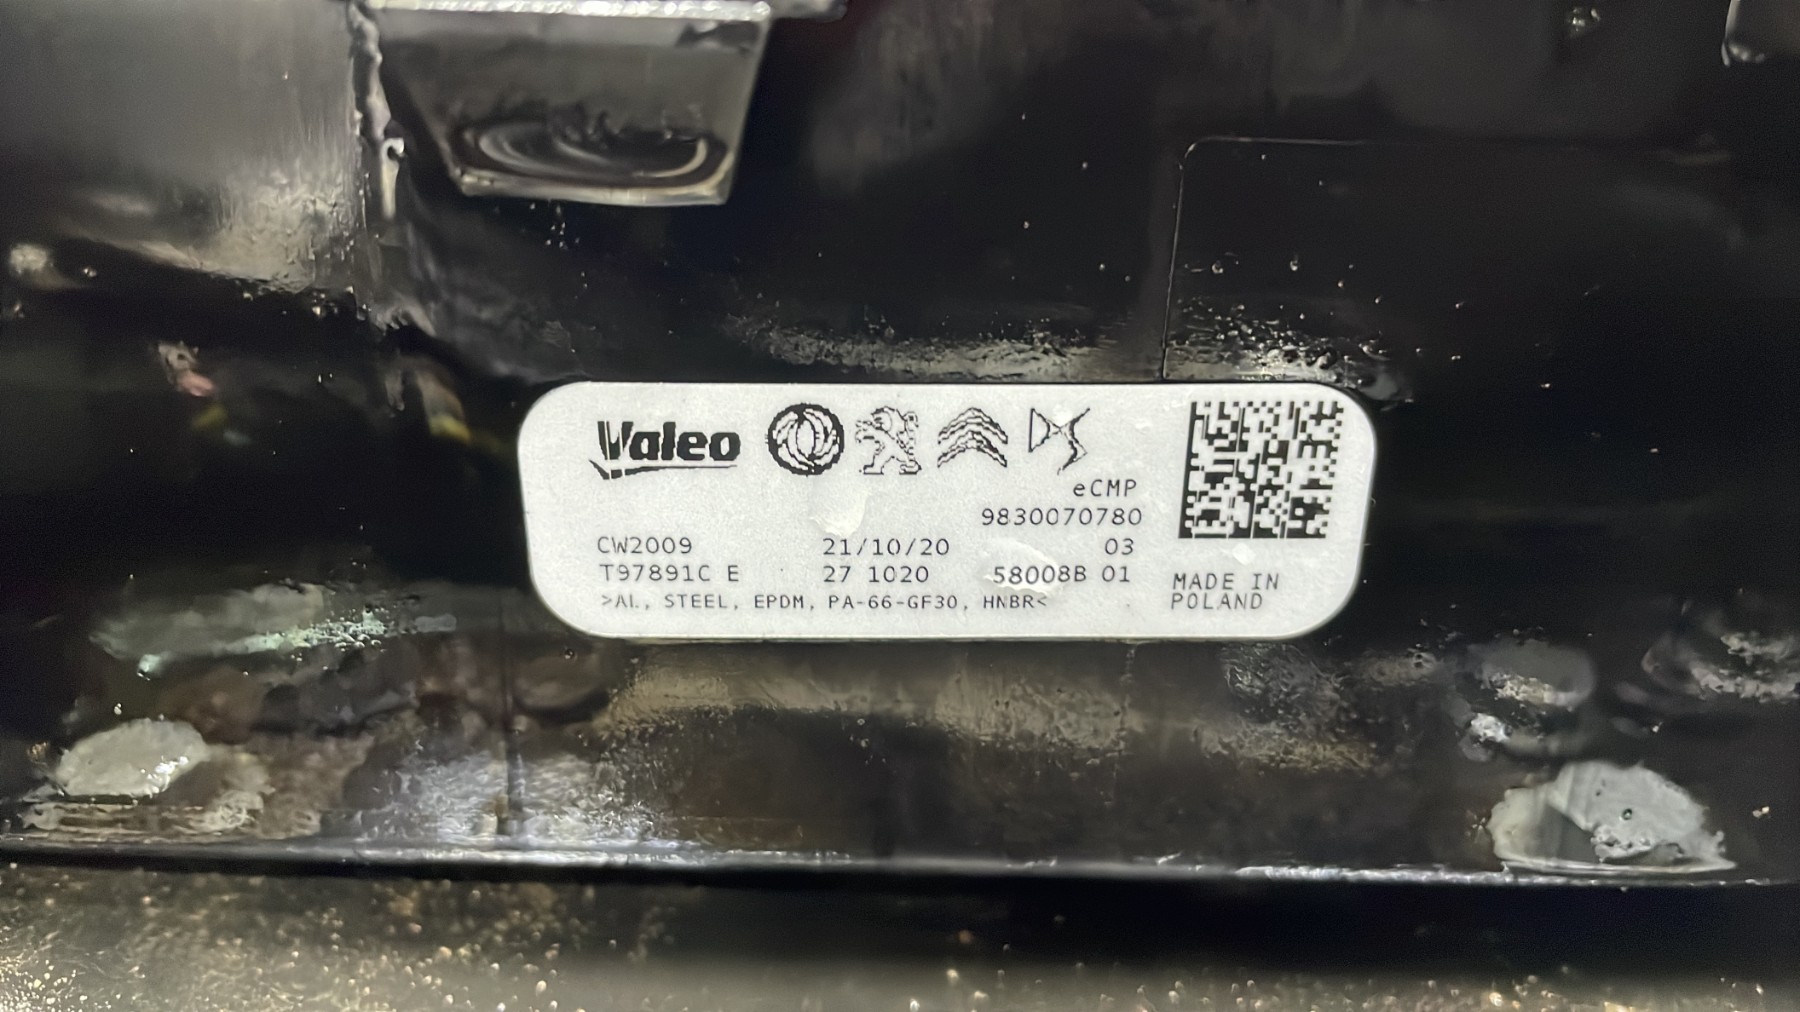 Valeo
DS
eCMP
9830070780
CW2009 21/10/20 03
T97891C E 27 1020 58008B 01
>AL, STEEL, EPDM, PA-66-GF30, HNBR<
MADE IN
POLAND